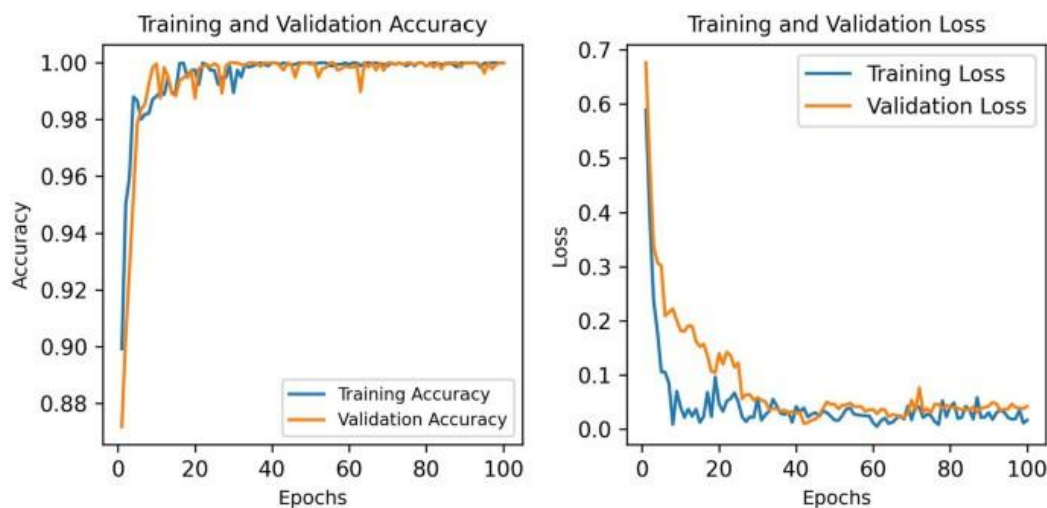 Training and Validation Accuracy
1.00
0.98
0.96
0.94
0.92
0.90
0.88
Accuracy
Training Accuracy
Validation Accuracy
0 20 40 60 80 100
Epochs
Training and Validation Loss
0.7
0.6
0.5
0.4
0.3
0.2
0.1
0.0
Loss
Training Loss
Validation Loss
0 20 40 60 80 100
Epochs